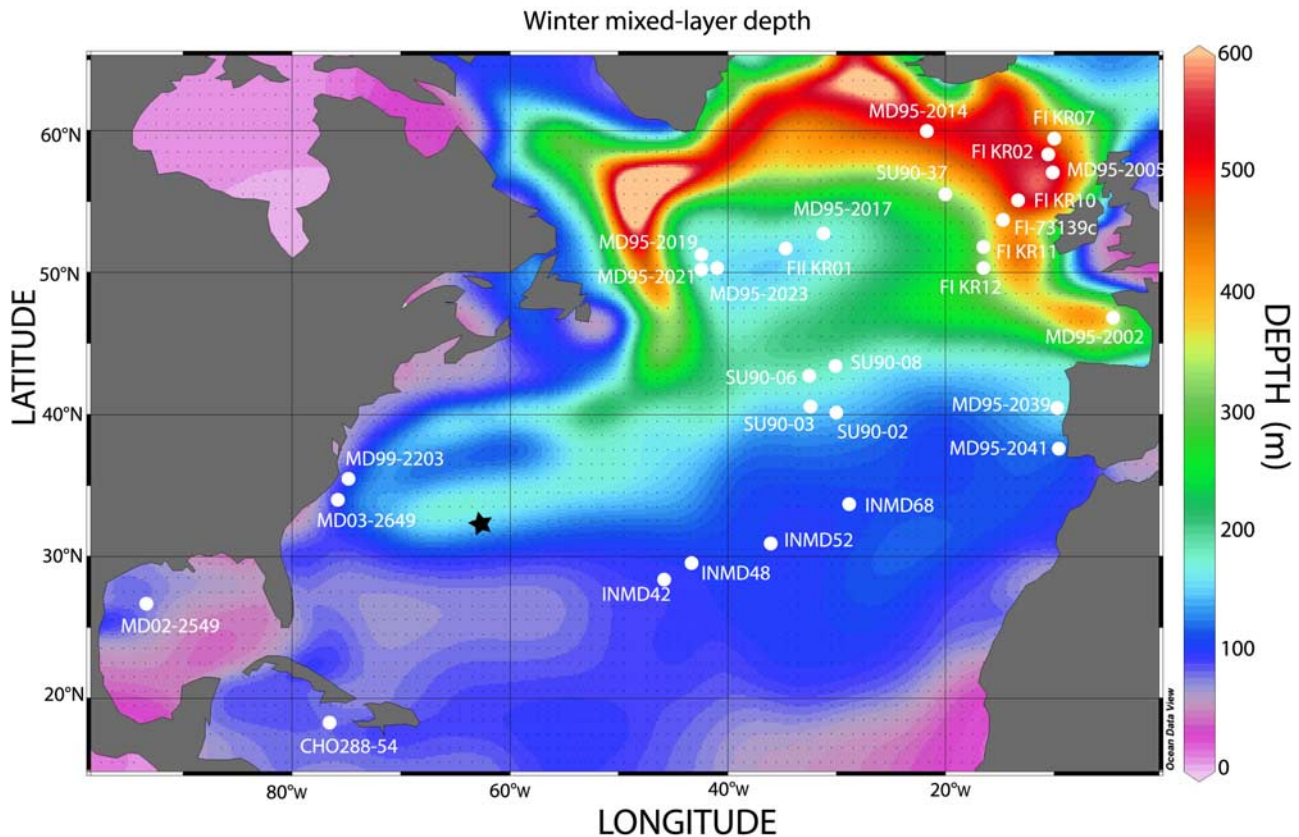 Winter mixed-layer depth
600
MD95-2014
FI KR07
60°N
FI KR02
500
SU90-37
MD95-2005
FI KR10
MD95-2017
FI-73139c
MD95-2019
FI KR11
50°N
MD95-2021
FII KR01
FI KR12
MD95-2023
400
MD95-2002
LATITUDE
DEPTH (m)
SU90-08
SU90-06
300
40°N
MD95-2039
SU90-03
SU90-02
MD99-2203
MD95-2041
INMD68
MD03-2649
200
INMD52
30°N
INMD48
INMD42
MD02-2549
100
20°N
CHO288-54
Ocean Data View
0
80°W
60°W
40°W
20°W
LONGITUDE